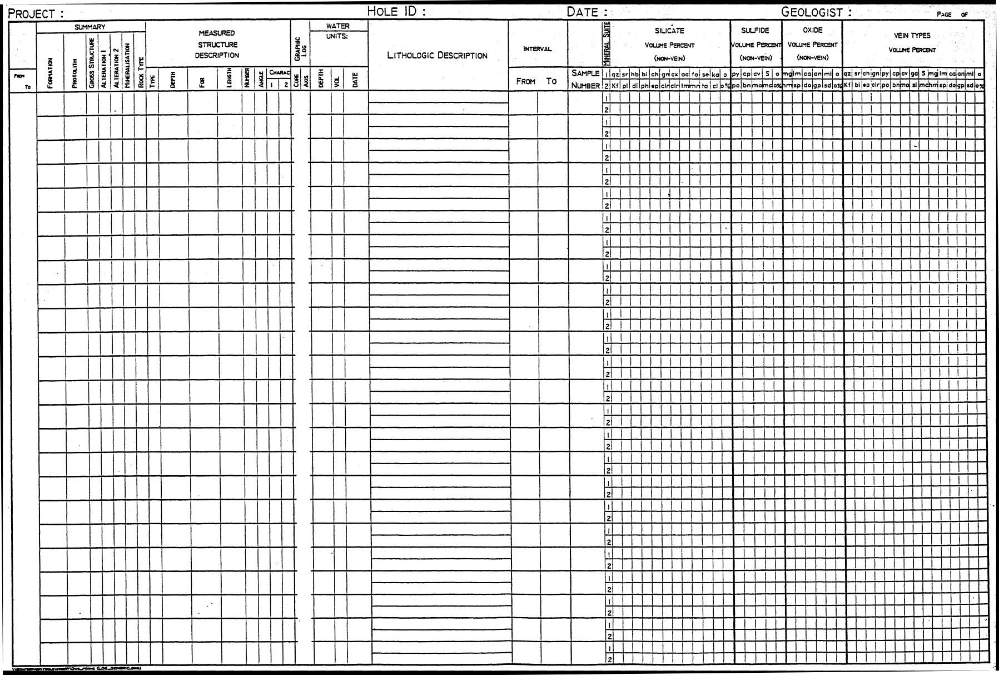 PROJECT : HOLE ID : DATE : GEOLOGIST : PAGE OF
SUMMARY
MEASURED
STRUCTURE
DESCRIPTION
GRAPHIC
LOG
WATER
UNITS:
LITHOLOGIC DESCRIPTION
INTERVAL
MINERAL SUITE
SILICATE
VOLUME PERCENT
(NON-VEIN)
SULFIDE
VOLUME PERCENT
(NON-VEIN)
OXIDE
VOLUME PERCENT
(NON-VEIN)
VEIN TYPES
VOLUME PERCENT
FROM
TO
FORMATION
PROTOLITH
GROSS STRUCTURE
ALTERATION 1
ALTERATION 2
MINERALISATION
ROCK TYPE
TYPE
DEPTH
FOR
LENGTH
NUMBER
ANGLE
CHARAC
1 2
CORE
AXIS
DEPTH
VOL
DATE
FROM TO
SAMPLE
NUMBER
1 qz sr hb bi ch gn cx ac fo se ka o py cp cv S o mg im ca an ml o qz sr ch gn py cp cv ga S mg im ca an ml o
2 Kf pl di ph ep cln clr tm mn ta cl o% po bn mo mc o% hm sp do gp sd o% Kf bi ep clr po bn mo sl mc hm sp do gp sd o%
1
2
1
2
1
2
1
2
1
2
1
2
1
2
1
2
1
2
1
2
1
2
1
2
1
2
1
2
1
2
1
2
1
2
1
2
1
2
1
2
1
2
1
2
1
2
1
2
(LOG_GENERIC.DWG)